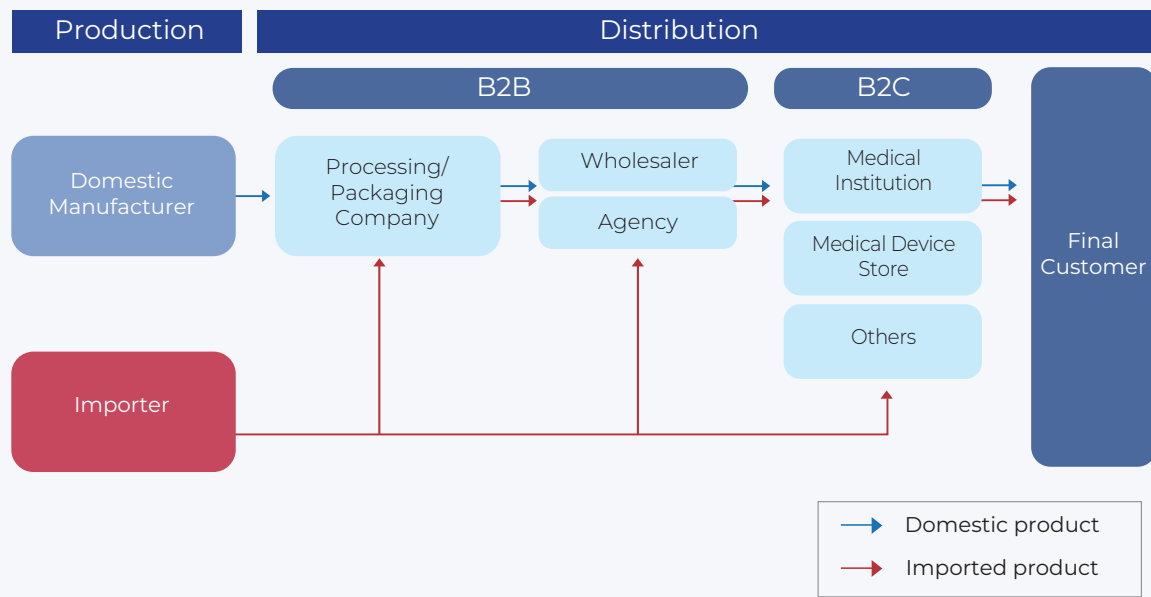 Production
Distribution
B2B
B2C
Domestic
Manufacturer
Processing/
Packaging
Company
Wholesaler
Agency
Medical
Institution
Medical Device
Store
Others
Final
Customer
Importer
Domestic product
Imported product